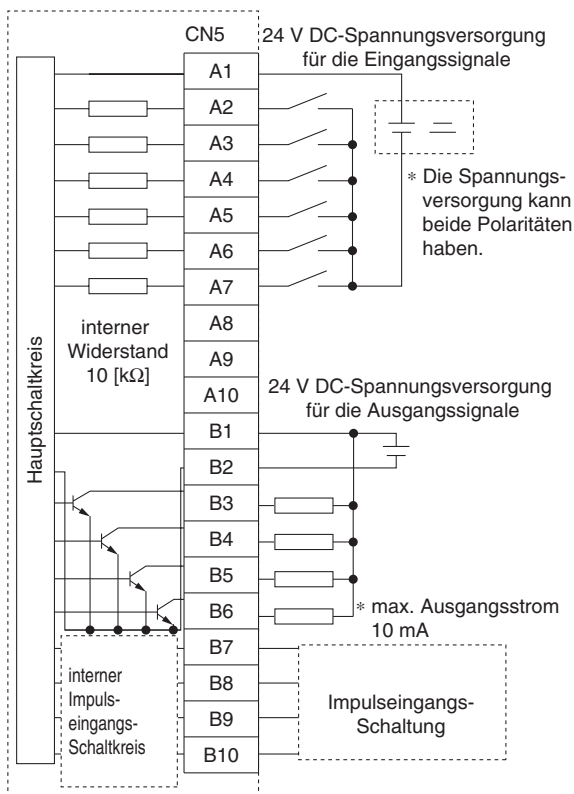 CN5
24 V DC-Spannungsversorgung
für die Eingangssignale
A1
A2
A3
A4
A5
A6
A7
A8
A9
A10
B1
B2
B3
B4
B5
B6
B7
B8
B9
B10
Hauptschaltkreis
interner
Widerstand
10 [kΩ]
* Die Spannungs-
versorgung kann
beide Polaritäten
haben.
24 V DC-Spannungsversorgung
für die Ausgangssignale
* max. Ausgangsstrom
10 mA
interner
Impuls-
eingangs-
Schaltkreis
Impulseingangs-
Schaltung